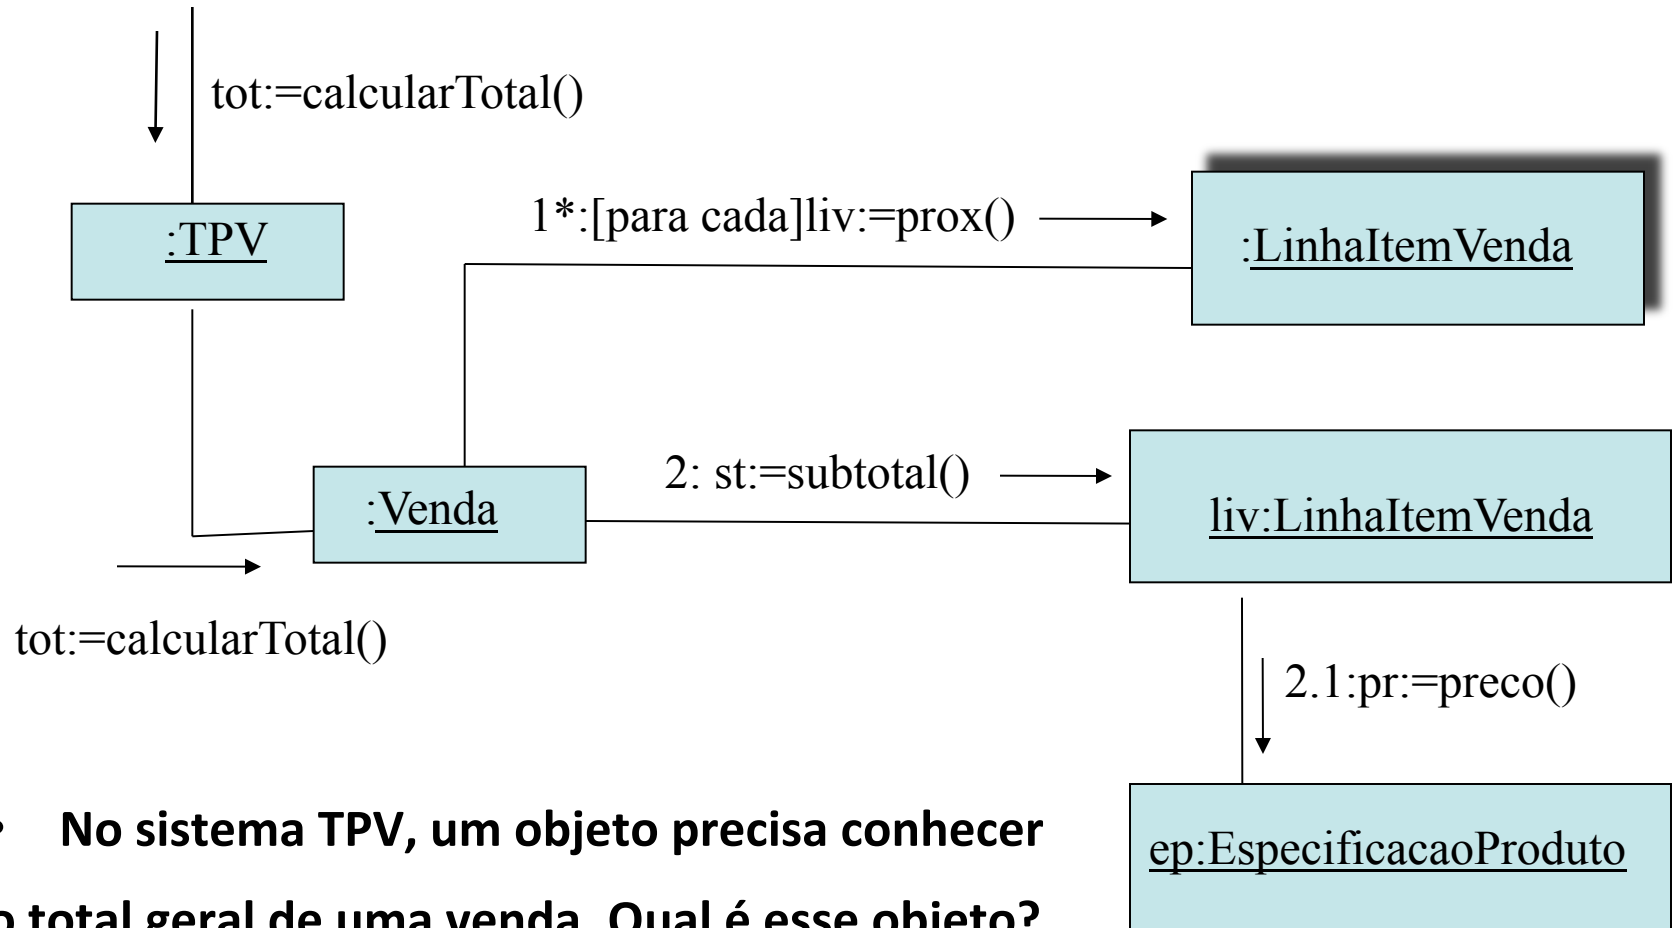 tot:=calcularTotal()
:TPV
1*:[para cada]liv:=prox()
:LinhaItemVenda
:Venda
2: st:=subtotal()
liv:LinhaItemVenda
tot:=calcularTotal()
2.1:pr:=preco()
ep:EspecificacaoProduto
• No sistema TPV, um objeto precisa conhecer
o total geral de uma venda. Qual é esse objeto?